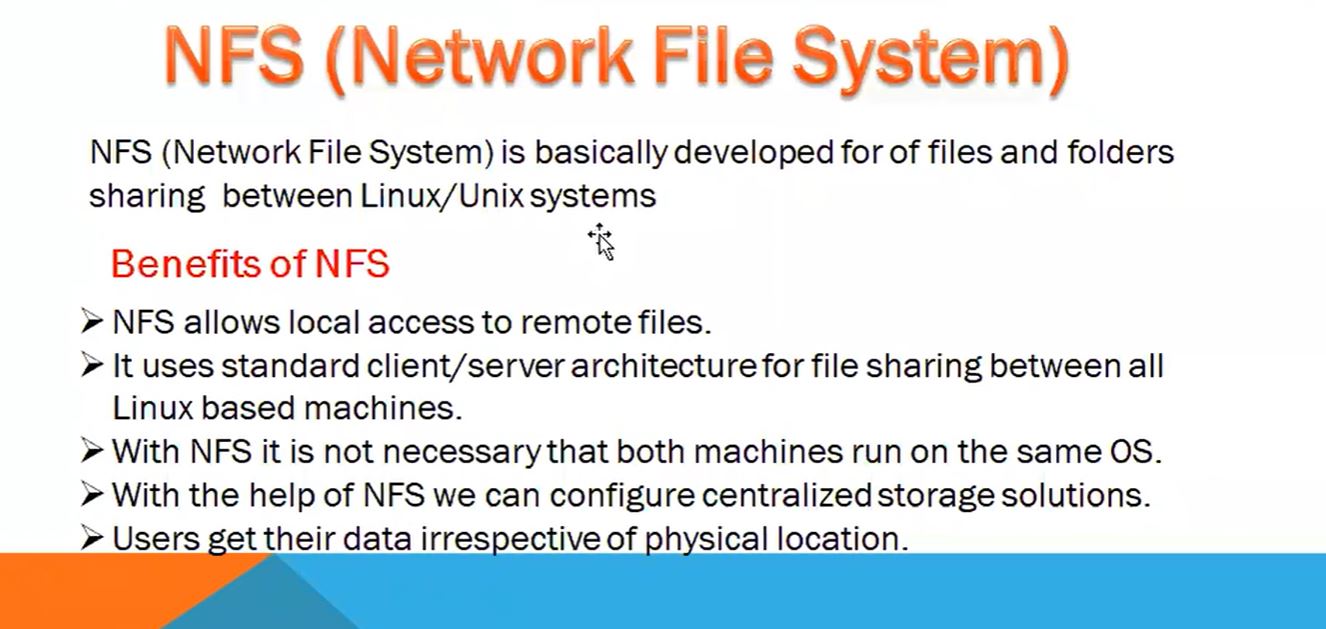 NFS (Network File System)
NFS (Network File System) is basically developed for of files and folders
sharing between Linux/Unix systems
Benefits of NFS
➢ NFS allows local access to remote files.
➢ It uses standard client/server architecture for file sharing between all
Linux based machines.
➢ With NFS it is not necessary that both machines run on the same OS.
➢ With the help of NFS we can configure centralized storage solutions.
➢ Users get their data irrespective of physical location.